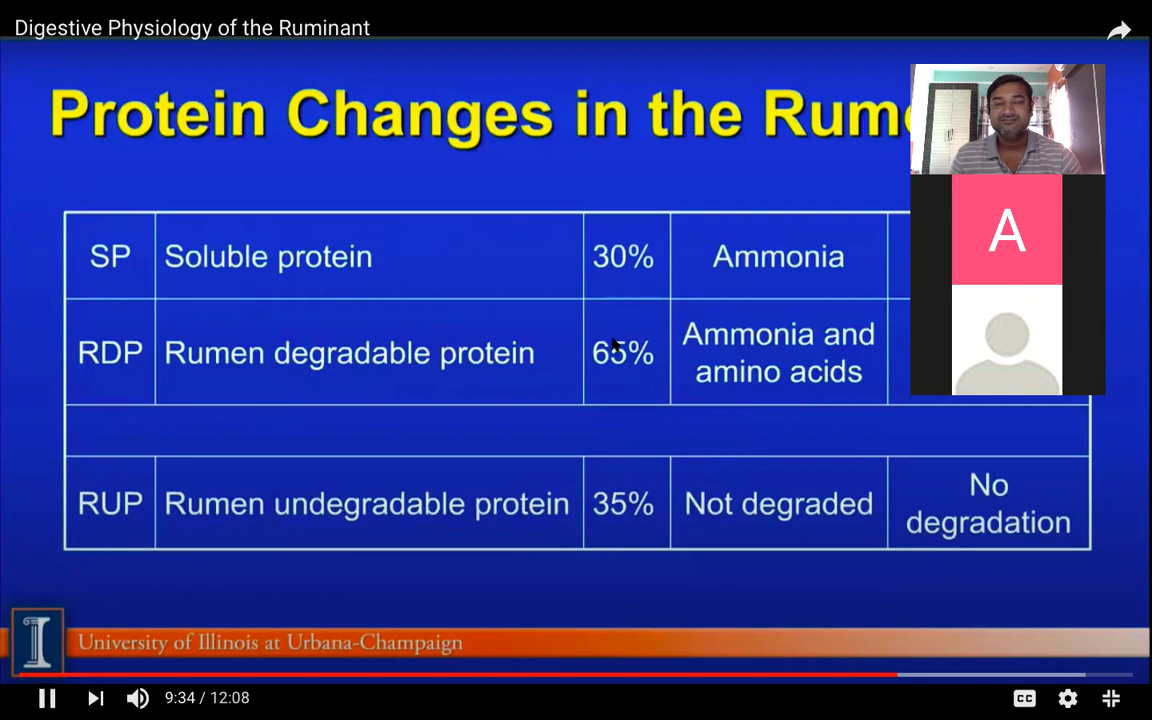 Digestive Physiology of the Ruminant
Protein Changes in the
SP Soluble protein 30% Ammonia
RDP Rumen degradable protein 65% Ammonia and
amino acids
RUP Rumen undegradable protein 35% Not degraded No
degradation
A
University of Illinois at Urbana-Champaign
9:34 / 12:08
CC